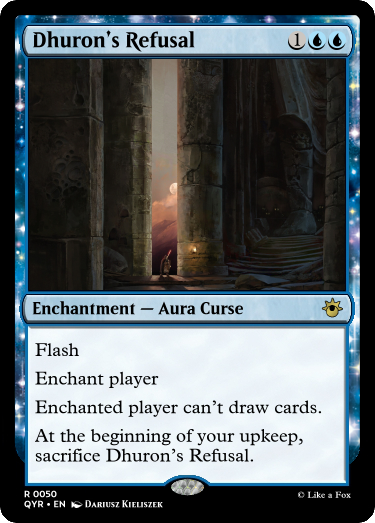 Dhuron's Refusal 1
Enchantment — Aura Curse
Flash
Enchant player
Enchanted player can't draw cards.
At the beginning of your upkeep,
sacrifice Dhuron's Refusal.
R 0050
QYR • EN Dariusz Kieliszek
© Like a Fox